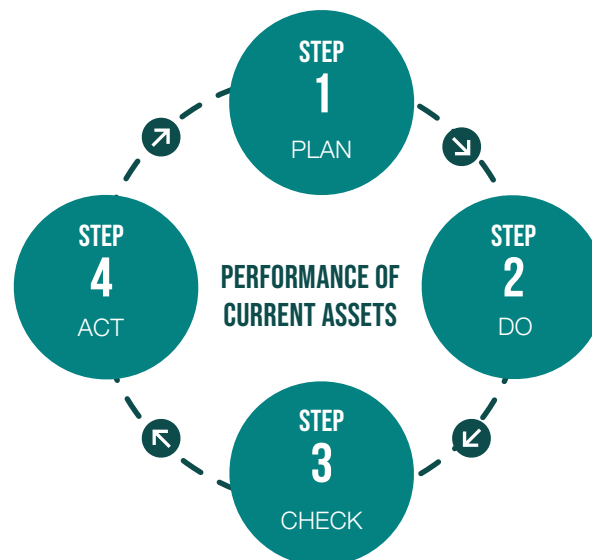 STEP
1
PLAN
STEP
4
ACT
PERFORMANCE OF
CURRENT ASSETS
STEP
2
DO
STEP
3
CHECK